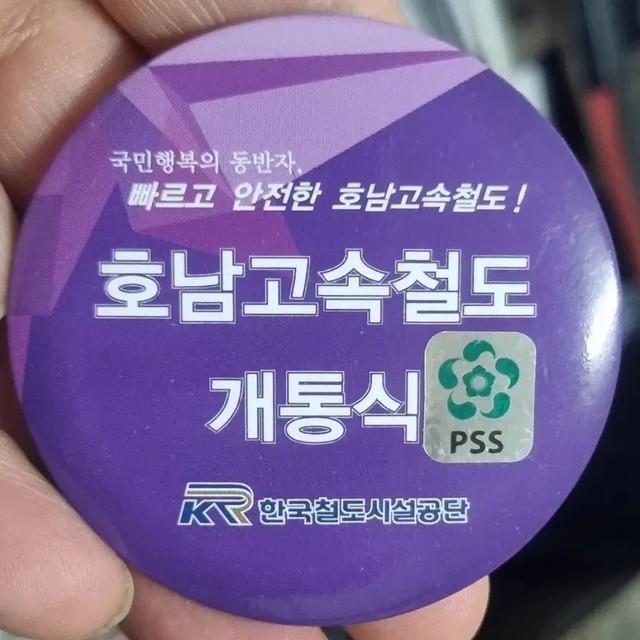 국민행복의 동반자,
빠르고 안전한 호남고속철도!
호남고속철도
개통식
PSS
KR 한국철도시설공단